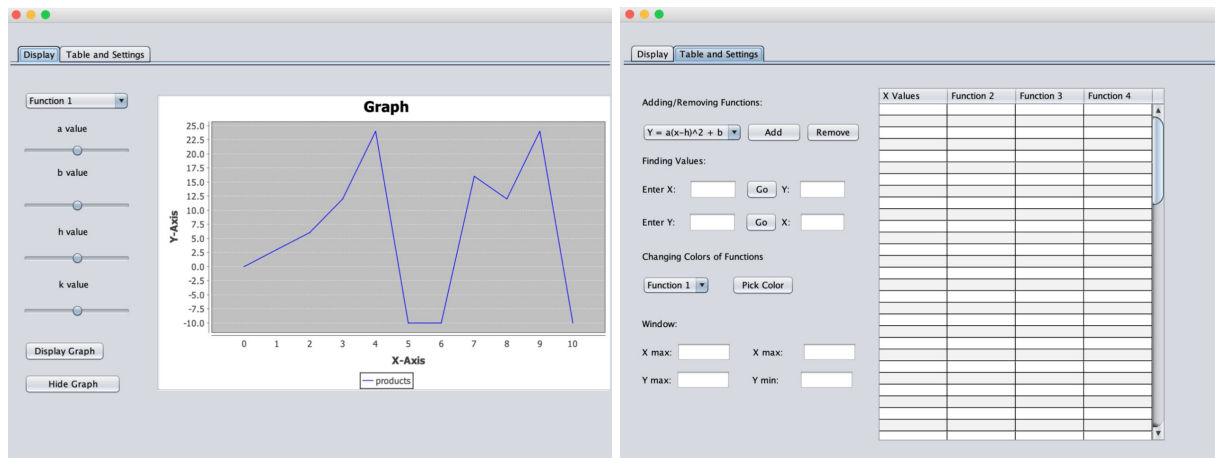 Display Table and Settings
Function 1
a value
b value
h value
k value
Display Graph
Hide Graph
Graph
Y-Axis
25.0
22.5
20.0
17.5
15.0
12.5
10.0
7.5
5.0
2.5
0.0
-2.5
-5.0
-7.5
-10.0
0 1 2 3 4 5 6 7 8 9 10
X-Axis
products
Display Table and Settings
Adding/Removing Functions:
Y = a(x-h)^2 + b Add Remove
Finding Values:
Enter X: Go Y:
Enter Y: Go X:
Changing Colors of Functions
Function 1 Pick Color
Window:
X max: X max:
Y max: Y min:
X Values Function 2 Function 3 Function 4